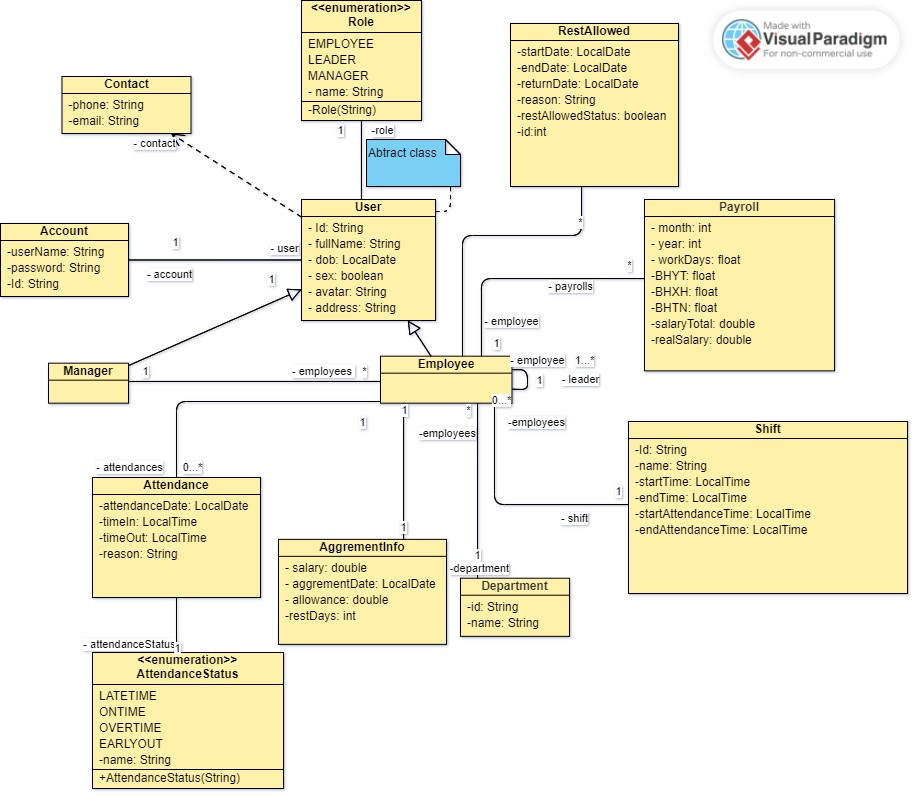 <<enumeration>>
Role
EMPLOYEE
LEADER
MANAGER
- name: String
-Role(String)
1
-role
RestAllowed
-startDate: LocalDate
-endDate: LocalDate
-returnDate: LocalDate
-reason: String
-restAllowedStatus: boolean
-id:int
*
Made with
Visual Paradigm
For non-commercial use
Contact
-phone: String
-email: String
- contact
Abtract class
User
- Id: String
- fullName: String
- dob: LocalDate
- sex: boolean
- avatar: String
- address: String
Account
-userName: String
-password: String
-Id: String
1
- user
- account
1
Payroll
- month: int
- year: int
- workDays: float
-BHYT: float
-BHXH: float
-BHTN: float
-salaryTotal: double
-realSalary: double
*
- payrolls
- employee
1
Manager
1
- employees
*
Employee
- employee
1...*
1
- leader
0...*
-employees
1
1
*
-employees
Shift
-Id: String
-name: String
-startTime: LocalTime
-endTime: LocalTime
-startAttendanceTime: LocalTime
-endAttendanceTime: LocalTime
1
- shift
- attendances
0...*
Attendance
-attendanceDate: LocalDate
-timeIn: LocalTime
-timeOut: LocalTime
-reason: String
1
AggrementInfo
- salary: double
- aggrementDate: LocalDate
- allowance: double
-restDays: int
1
-department
Department
-id: String
-name: String
- attendanceStatus
1
<<enumeration>>
AttendanceStatus
LATETIME
ONTIME
OVERTIME
EARLYOUT
-name: String
+AttendanceStatus(String)